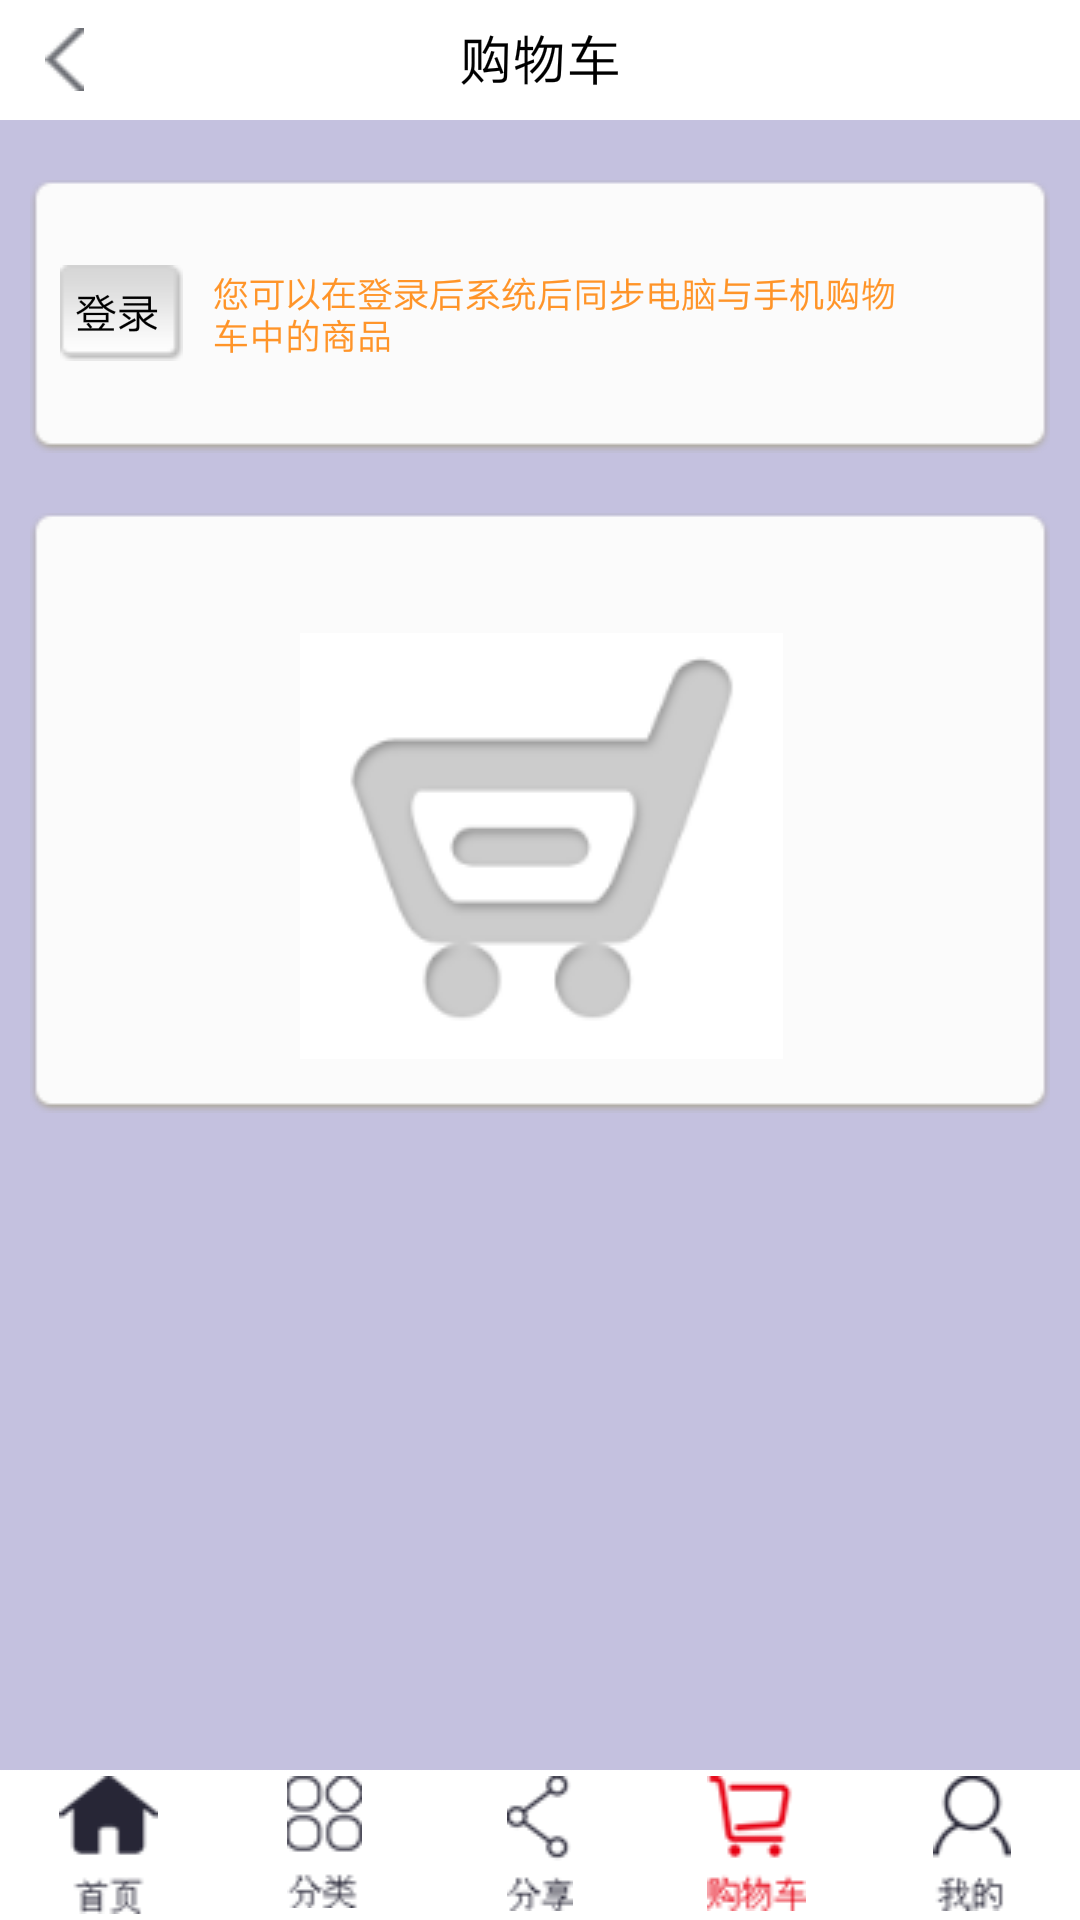 购物车
登录
您可以在登录后系统后同步电脑与手机购物
车中的商品
首页
分类
分享
购物车
我的